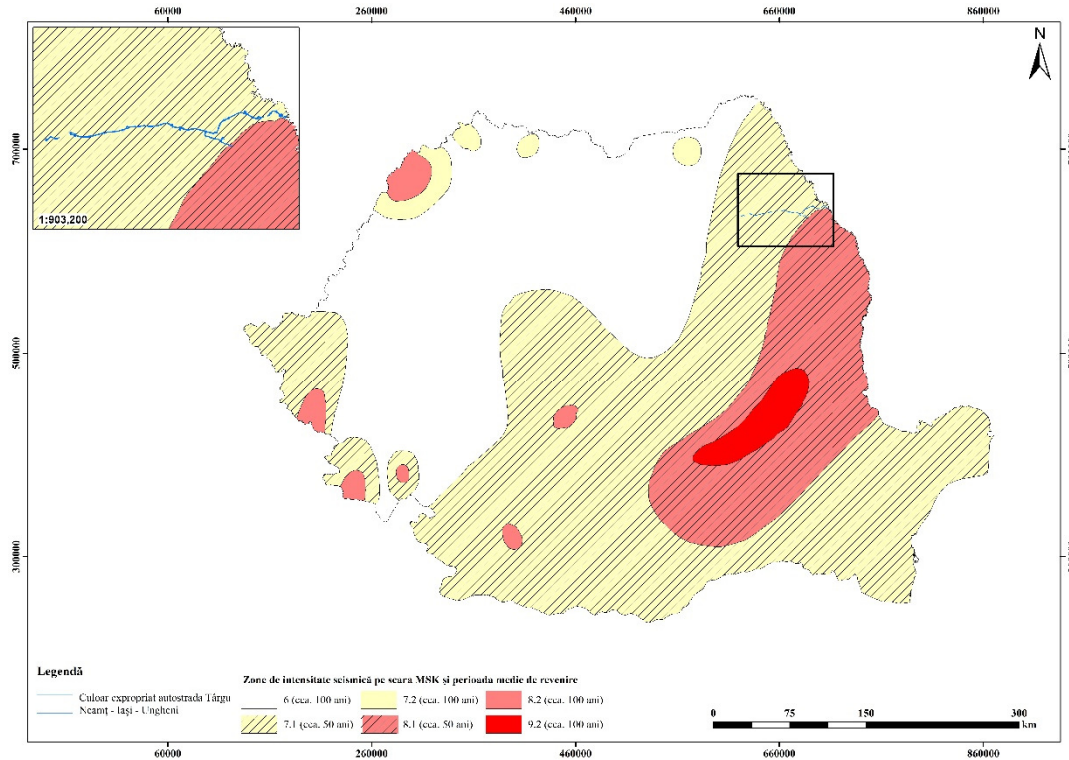 60000 260000 460000 660000 860000
N
700000
500000
300000
1:903,200
Legendă
Culoar expropriat autostrada Târgu
Neamț - Iași - Ungheni
Zone de intensitate seismică pe scara MSK și perioada medie de revenire
6 (cca. 100 ani) 7.2 (cca. 100 ani) 8.2 (cca. 100 ani)
7.1 (cca. 50 ani) 8.1 (cca. 50 ani) 9.2 (cca. 100 ani)
0 75 150 300
km
60000 260000 460000 660000 860000